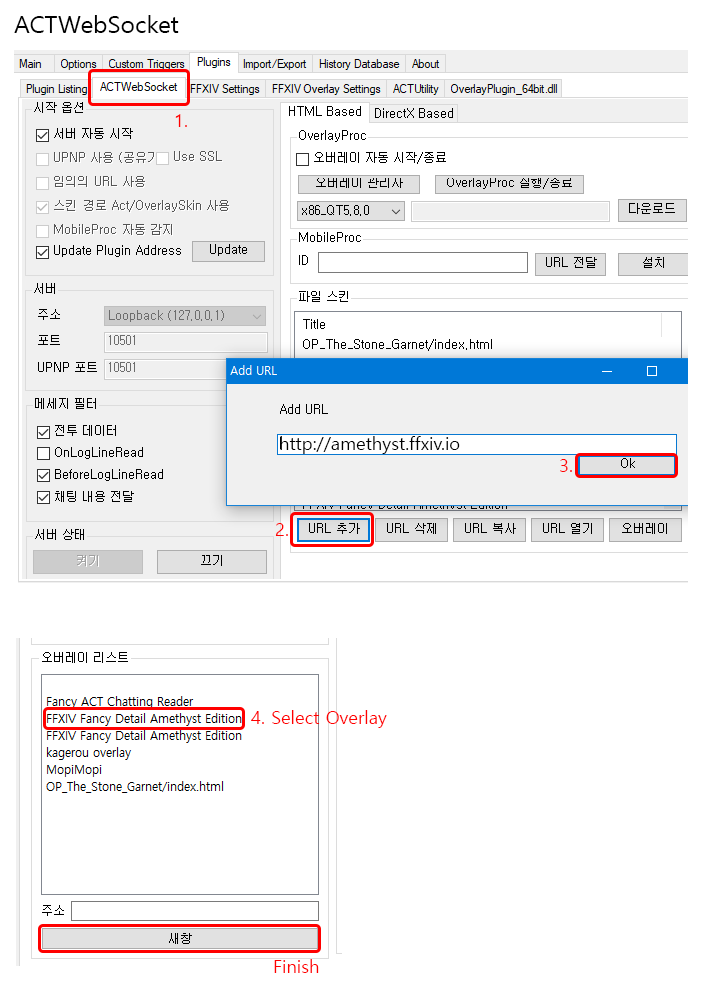 ACTWebSocket
Main Options Custom Triggers Plugins Import/Export History Database About
Plugin Listing ACTWebSocket FFXIV Settings FFXIV Overlay Settings ACTUtility OverlayPlugin_64bit.dll
1.
시작 옵션
서버 자동 시작
UPNP 사용 (공유기 Use SSL
임의의 URL 사용
스킨 경로 Act/OverlaySkin 사용
MobileProc 자동 감지
Update Plugin Address Update
서버
주소 Loopback (127,0,0,1)
포트 10501
UPNP 포트 10501
메세지 필터
전투 데이터
OnLogLineRead
BeforeLogLineRead
채팅 내용 전달
서버 상태
켜기 끄기
HTML Based DirectX Based
OverlayProc
오버레이 자동 시작/종료
오버레이 관리자 OverlayProc 실행/종료
x86_QT5,8,0 다운로드
MobileProc
ID URL 전달 설치
파일 스킨
Title
OP_The_Stone_Garnet/index,html
Add URL
Add URL
http://amethyst.ffxiv.io
3. Ok
FFXIV Fancy Detail Amethyst Edition
2. URL 추가 URL 삭제 URL 복사 URL 열기 오버레이
오버레이 리스트
Fancy ACT Chatting Reader
FFXIV Fancy Detail Amethyst Edition 4. Select Overlay
FFXIV Fancy Detail Amethyst Edition
kagerou overlay
MopiMopi
OP_The_Stone_Garnet/index.html
주소
새창
Finish